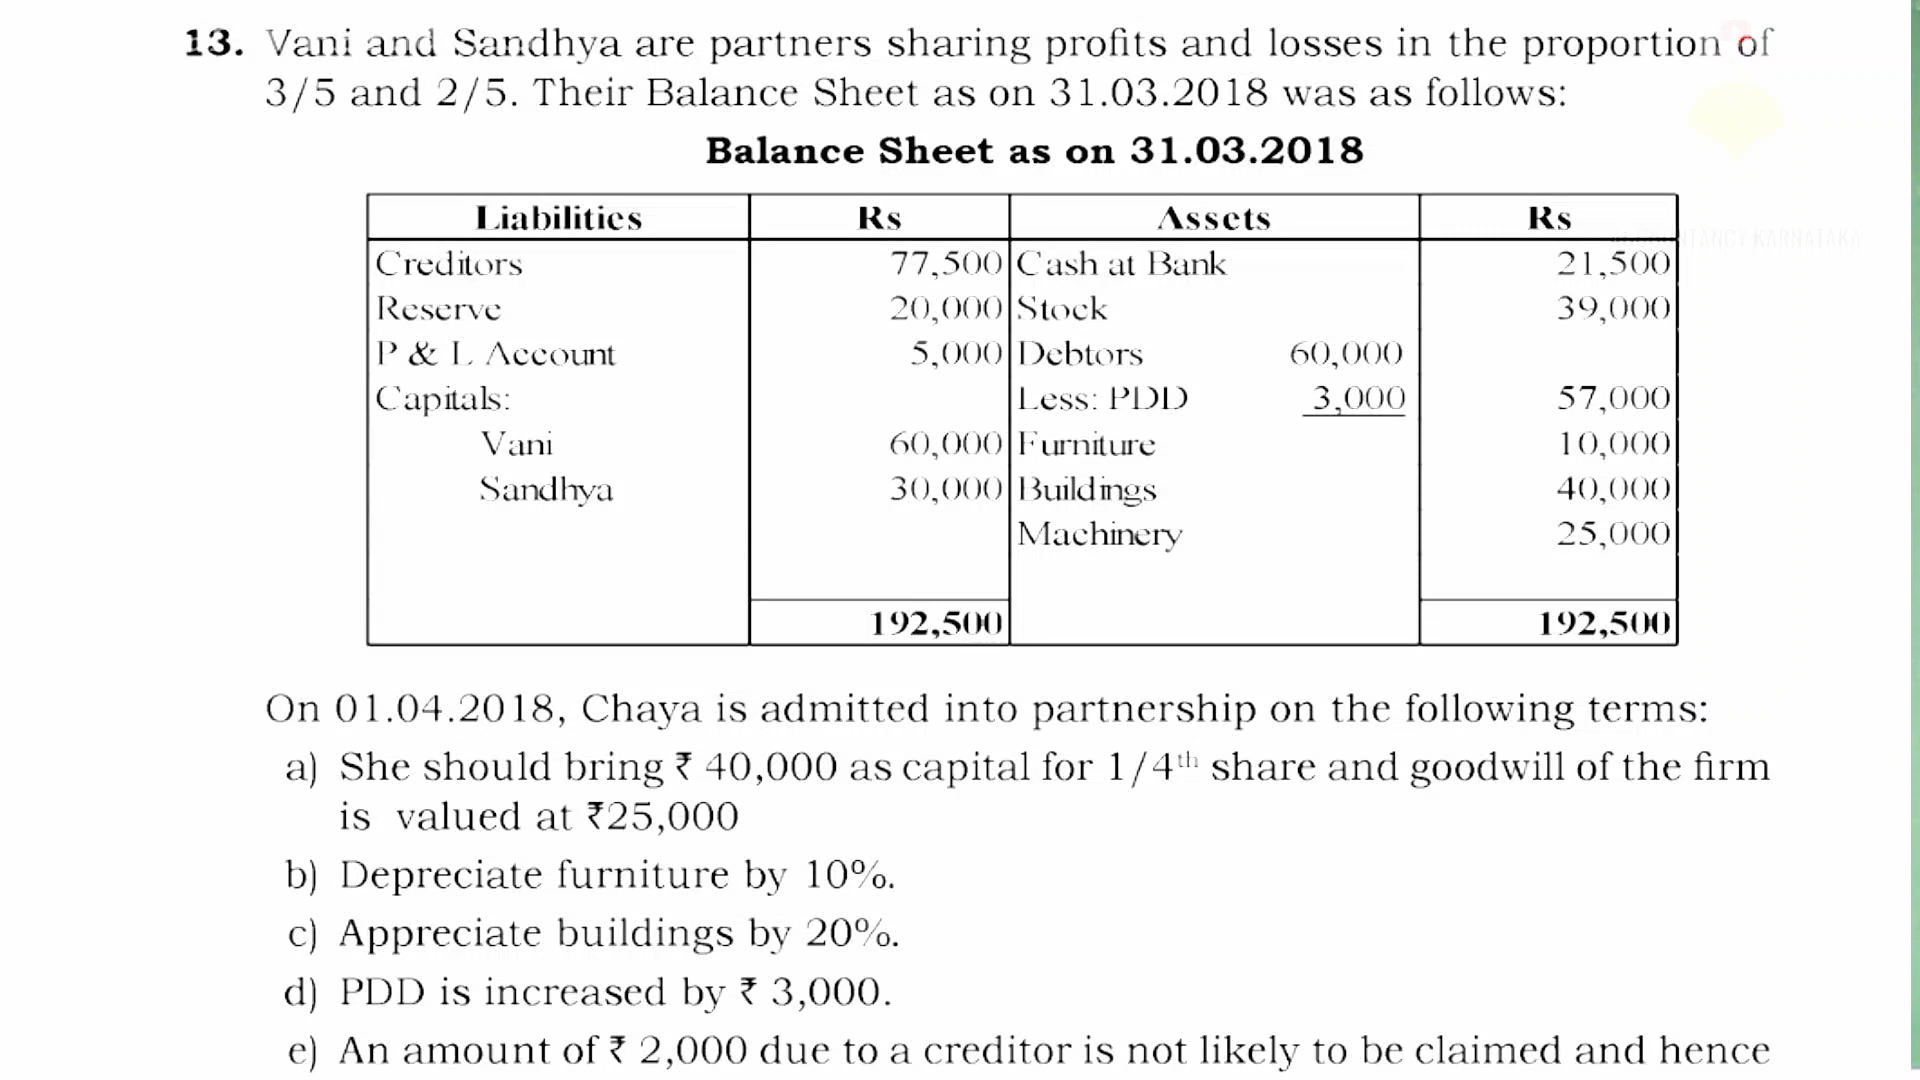 13. Vani and Sandhya are partners sharing profits and losses in the proportion of
3/5 and 2/5. Their Balance Sheet as on 31.03.2018 was as follows:
Balance Sheet as on 31.03.2018
Liabilities Rs Assets Rs
Creditors 77,500 Cash at Bank 21,500
Reserve 20,000 Stock 39,000
P & L Account 5,000 Debtors 60,000
Capitals: Less: PDD 3,000 57,000
Vani 60,000 Furniture 10,000
Sandhya 30,000 Buildings 40,000
Machinery 25,000
192,500 192,500
On 01.04.2018, Chaya is admitted into partnership on the following terms:
a) She should bring ₹ 40,000 as capital for 1/4th share and goodwill of the firm
is valued at ₹25,000
b) Depreciate furniture by 10%.
c) Appreciate buildings by 20%.
d) PDD is increased by ₹ 3,000.
e) An amount of ₹ 2,000 due to a creditor is not likely to be claimed and hence